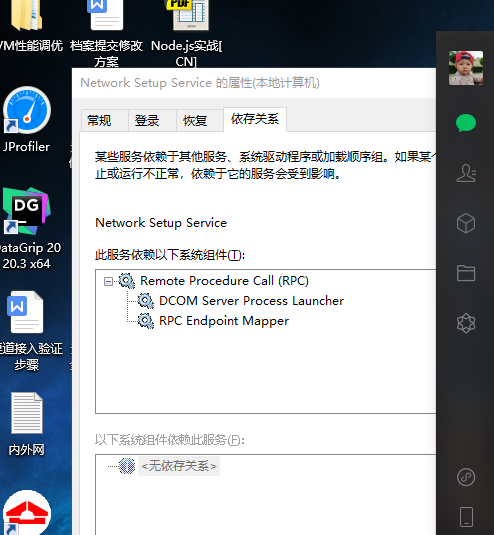 VM性能调优
档案提交修改
方案
Node.js实战[
CN]
PDF
Network Setup Service 的属性(本地计算机)
常规
登录
恢复
依存关系
某些服务依赖于其他服务、系统驱动程序或加载顺序组。如果某个
止或运行不正常，依赖于它的服务会受到影响。
JProfiler
Network Setup Service
DG
DataGrip 20
20.3 x64
此服务依赖以下系统组件(T):
Remote Procedure Call (RPC)
DCOM Server Process Launcher
RPC Endpoint Mapper
渠道接入验证
步骤
内外网
以下系统组件依赖此服务(F):
<无依存关系>